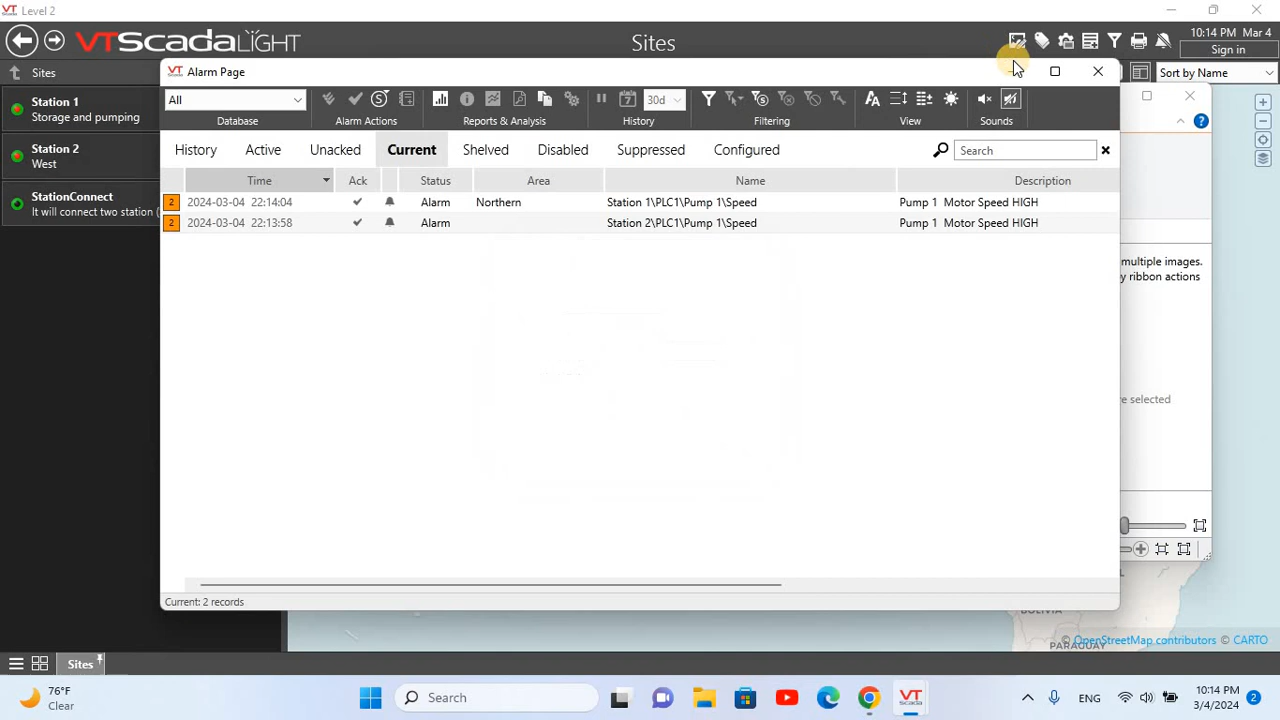 Level 2
VTScadaLIGHT
Sites
10:14 PM Mar 4
Sign in
Sites
Sort by Name
Station 1
Storage and pumping
Station 2
West
StationConnect
It will connect two station (
Alarm Page
All
30d
Database
Alarm Actions
Reports & Analysis
History
Filtering
View
Sounds
History
Active
Unacked
Current
Shelved
Disabled
Suppressed
Configured
Search
Time
Ack
Status
Area
Name
Description
2 2024-03-04 22:14:04 Alarm Northern Station 1\PLC1\Pump 1\Speed Pump 1 Motor Speed HIGH
2 2024-03-04 22:13:58 Alarm Station 2\PLC1\Pump 1\Speed Pump 1 Motor Speed HIGH
multiple images.
y ribbon actions
re selected
Current: 2 records
BOLIVIA
© OpenStreetMap contributors © CARTO
PARAGUAY
Sites
76°F
Clear
Search
VT
SCADA
ENG
10:14 PM
3/4/2024
2